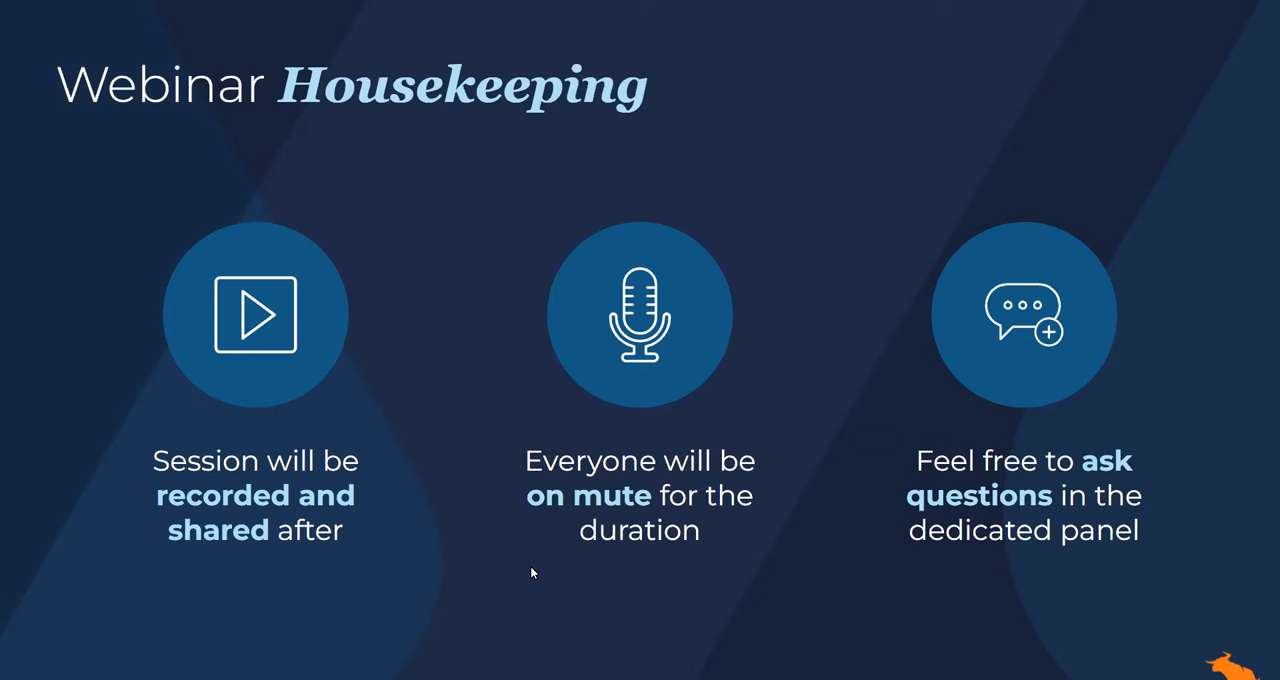 Webinar Housekeeping
Session will be
recorded and
shared after
Everyone will be
on mute for the
duration
Feel free to ask
questions in the
dedicated panel